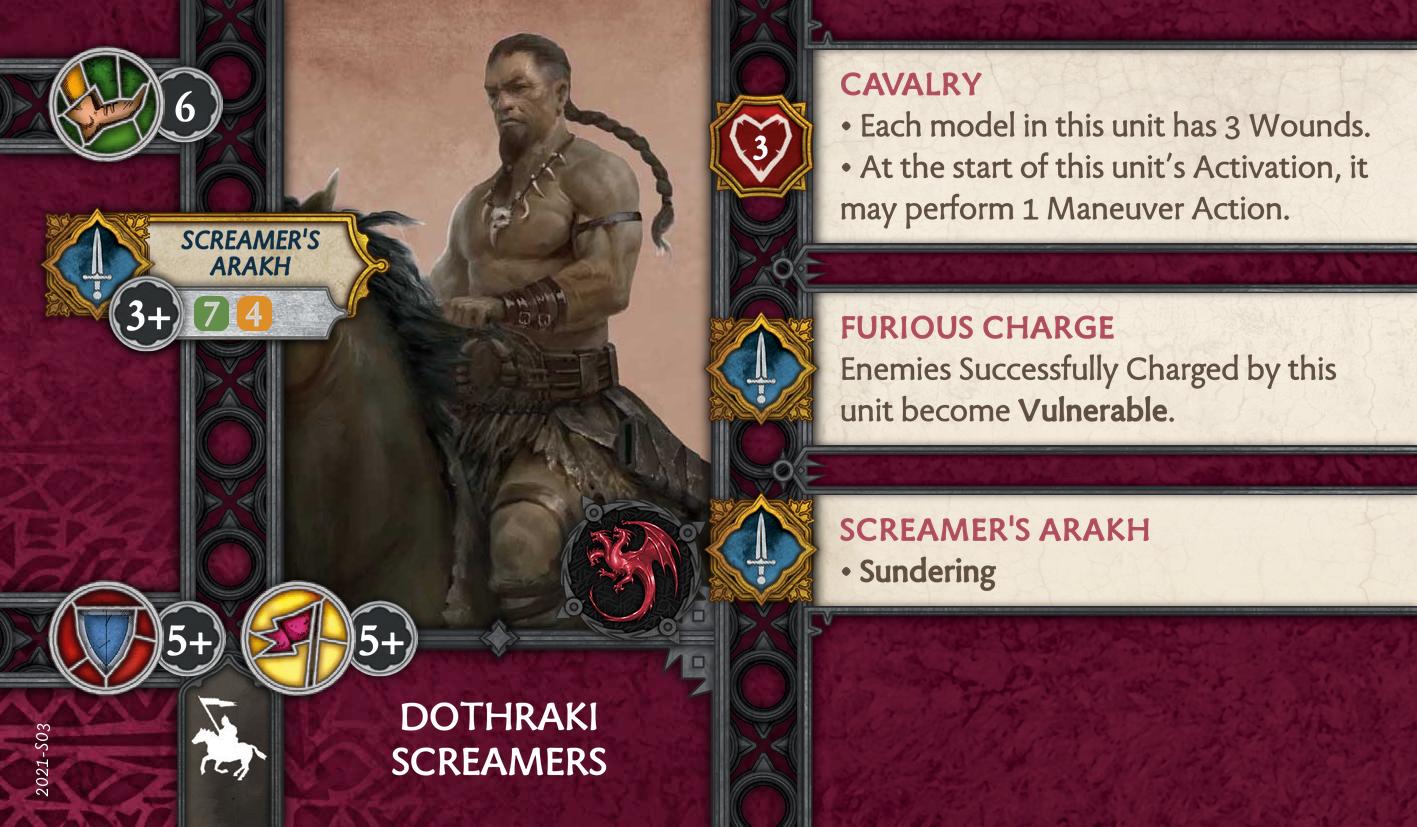 6
SCREAMER'S
ARAKH
3+ 7 4
5+ 5+
DOTHRAKI
SCREAMERS
2021-S03
3
CAVALRY
• Each model in this unit has 3 Wounds.
• At the start of this unit's Activation, it
may perform 1 Maneuver Action.
FURIOUS CHARGE
Enemies Successfully Charged by this
unit become Vulnerable.
SCREAMER'S ARAKH
• Sundering